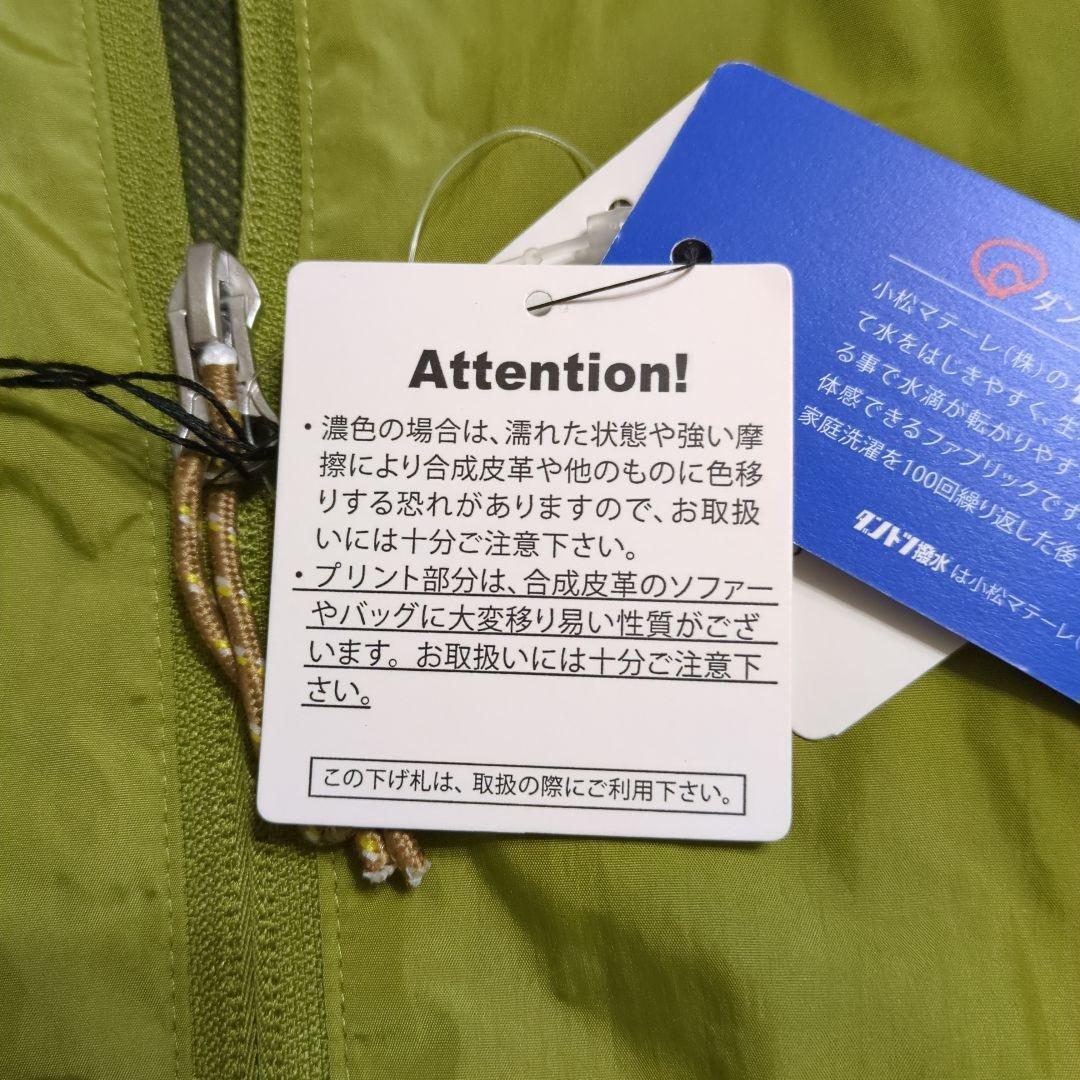 Attention!
・濃色の場合は、濡れた状態や強い摩
擦により合成皮革や他のものに色移
りする恐れがありますので、お取扱
いには十分ご注意下さい。
・プリント部分は、合成皮革のソファー
やバッグに大変移り易い性質がござ
います。お取扱いには十分ご注意下
さい。
この下げ札は、取扱の際にご利用下さい。
ダン
小松マテーレ(株)の
て水をはじきやすく、生
る事で水滴が転がりやす
体感できるファブリックです
家庭洗濯を100回繰り返した後
ダントツ撥水 は小松マテーレ(